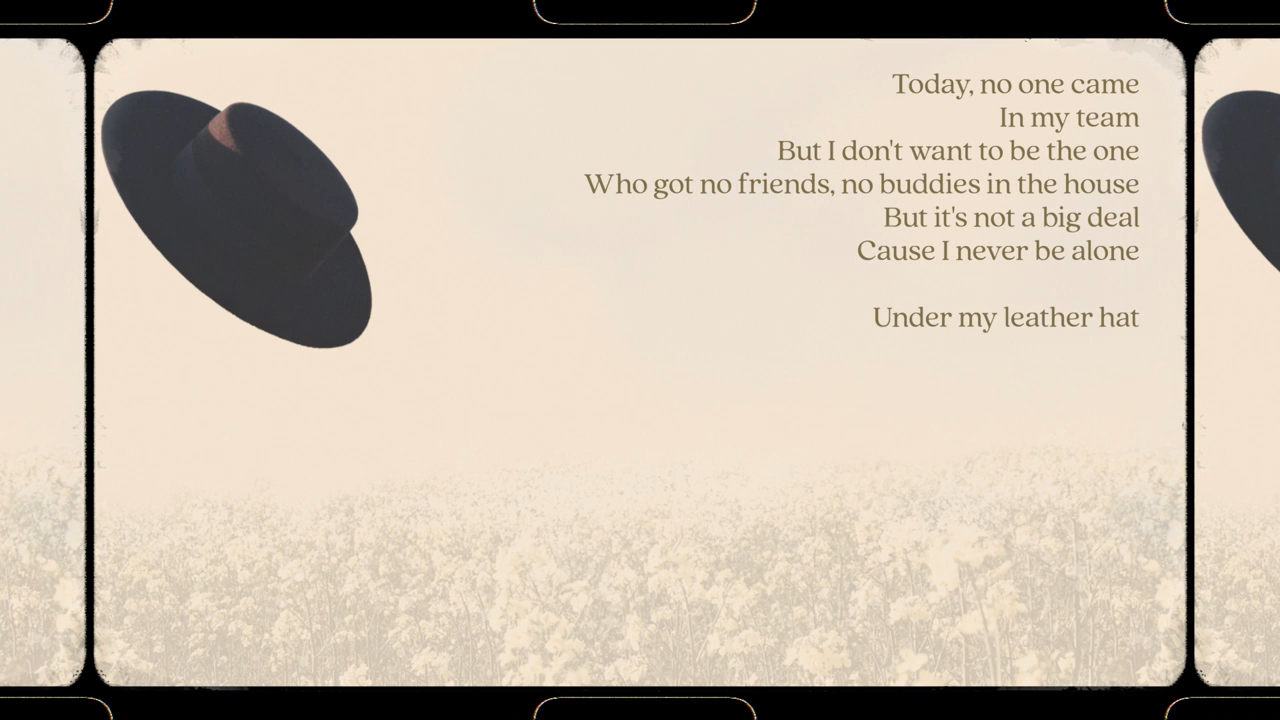 Today, no one came
In my team
But I don't want to be the one
Who got no friends, no buddies in the house
But it's not a big deal
Cause I never be alone
Under my leather hat